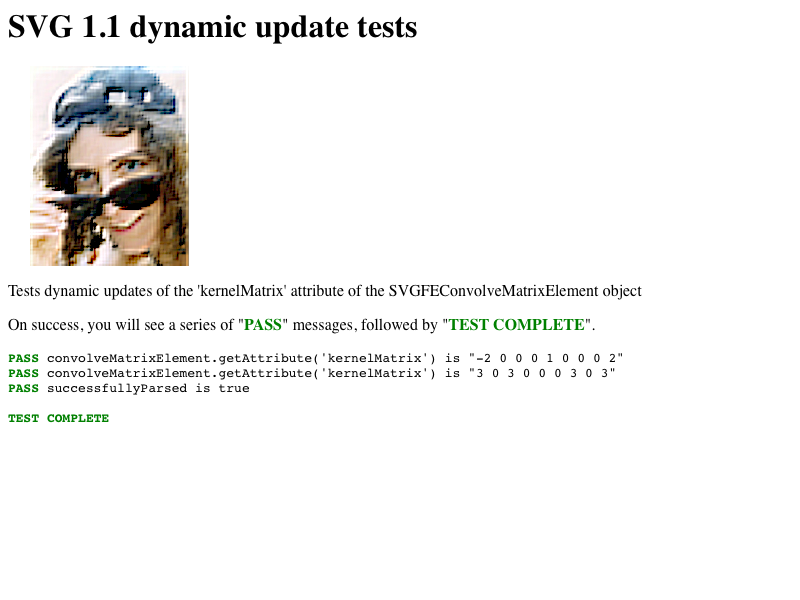 SVG 1.1 dynamic update tests
Tests dynamic updates of the 'kernelMatrix' attribute of the SVGFEConvolveMatrixElement object
On success, you will see a series of "PASS" messages, followed by "TEST COMPLETE".
PASS convolveMatrixElement.getAttribute('kernelMatrix') is "-2 0 0 0 1 0 0 0 2"
PASS convolveMatrixElement.getAttribute('kernelMatrix') is "3 0 3 0 0 0 3 0 3"
PASS successfullyParsed is true
TEST COMPLETE